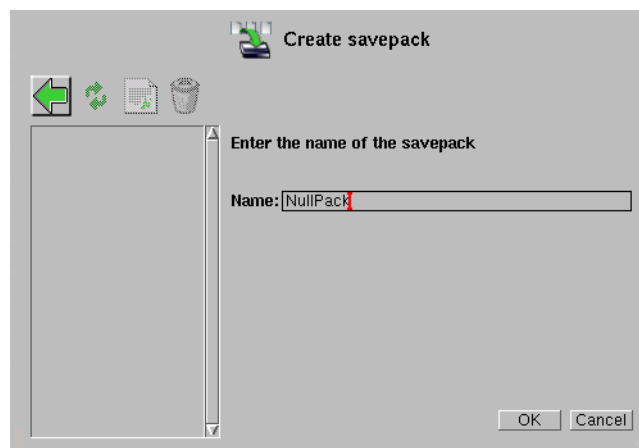 Create savepack
Enter the name of the savepack
Name: NullPack
OK Cancel